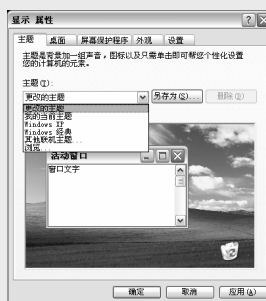 显示 属性
主题 桌面 屏幕保护程序 外观 设置
主题是背景加一组声音，图标以及只需单击即可帮您个性化设置
您的计算机的元素。
主题(T)：
更改的主题 另存为(S)... 删除(D)
更改的主题
我的当前主题
Windows XP
Windows 经典
其他联机主题...
浏览...
活动窗口
窗口文字
确定 取消 应用(A)